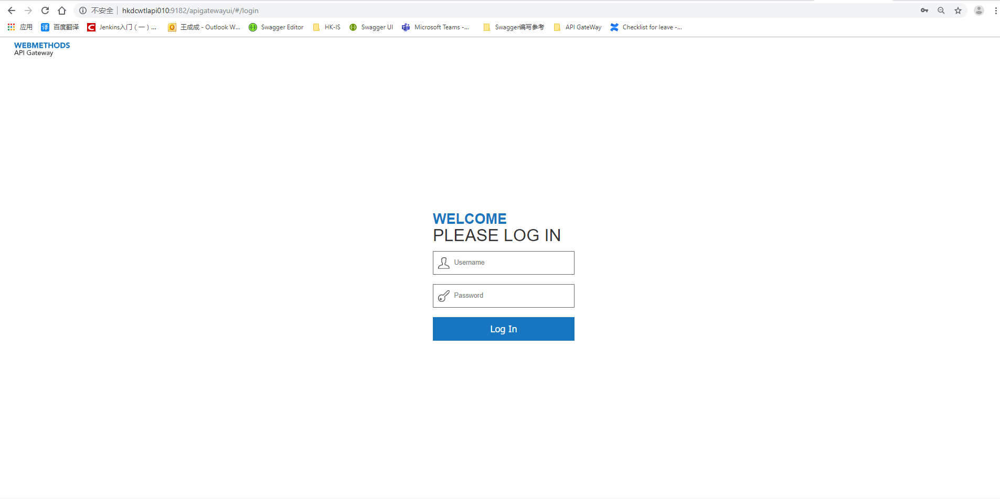 不安全 hkdcwtlapi010:9182/apigatewayui/#/login
应用 百度翻译 Jenkins入门（一）... 王成成 - Outlook W... Swagger Editor HK-IS Swagger UI Microsoft Teams -... Swagger编写参考 API GateWay Checklist for leave -...
WEBMETHODS
API Gateway
WELCOME
PLEASE LOG IN
Username
Password
Log In